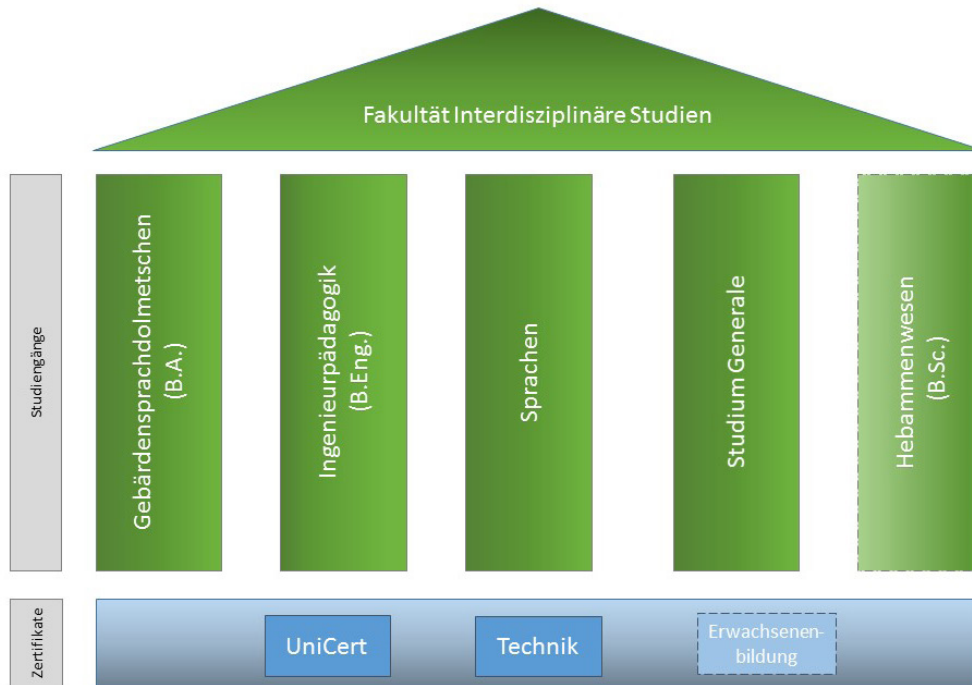 Fakultät Interdisziplinäre Studien
Studiengänge
Gebärdensprachdolmetschen
(B.A.)
Ingenieurpädagogik
(B.Eng.)
Sprachen
Studium Generale
Hebammenwesen
(B.Sc.)
Zertifikate
UniCert
Technik
Erwachsenen-
bildung